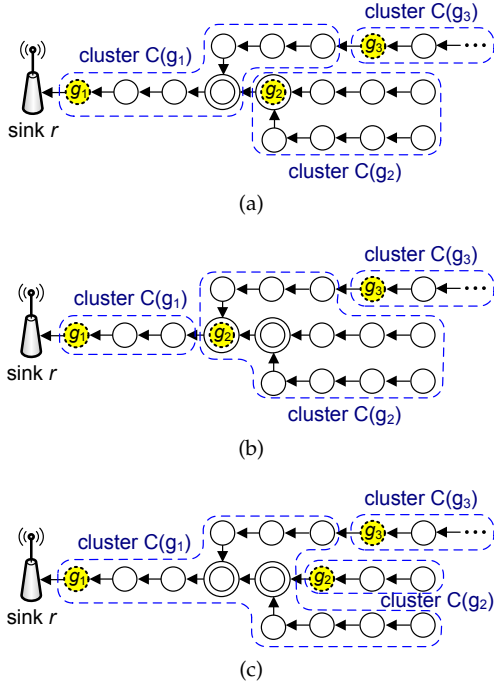 cluster C(g3)
cluster C(g1)
g3
...
g1
g2
sink r
cluster C(g2)
(a)
cluster C(g3)
cluster C(g1)
g3
...
g1
g2
sink r
cluster C(g2)
(b)
cluster C(g3)
cluster C(g1)
g3
...
g1
g2
cluster C(g2)
sink r
(c)